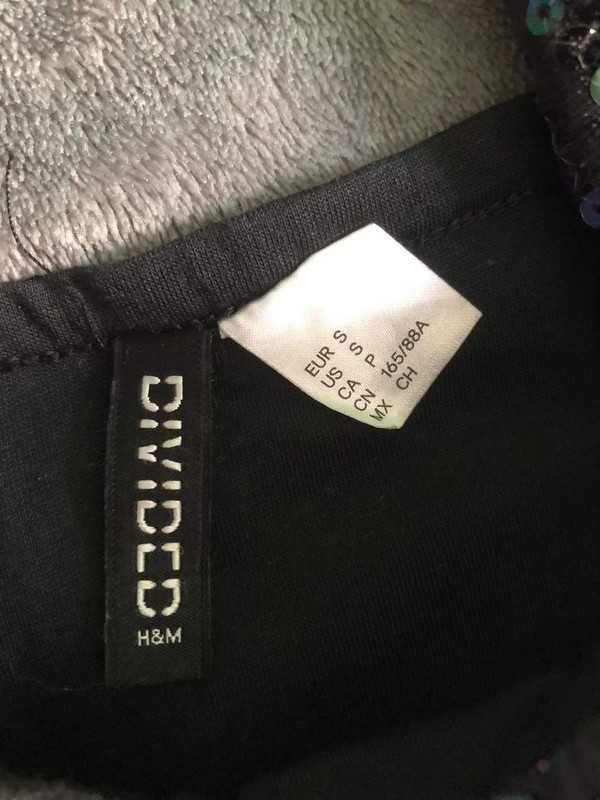 DIVIDED
H&M
EUR S
US S
CA P
CN 165/88A
MX CH